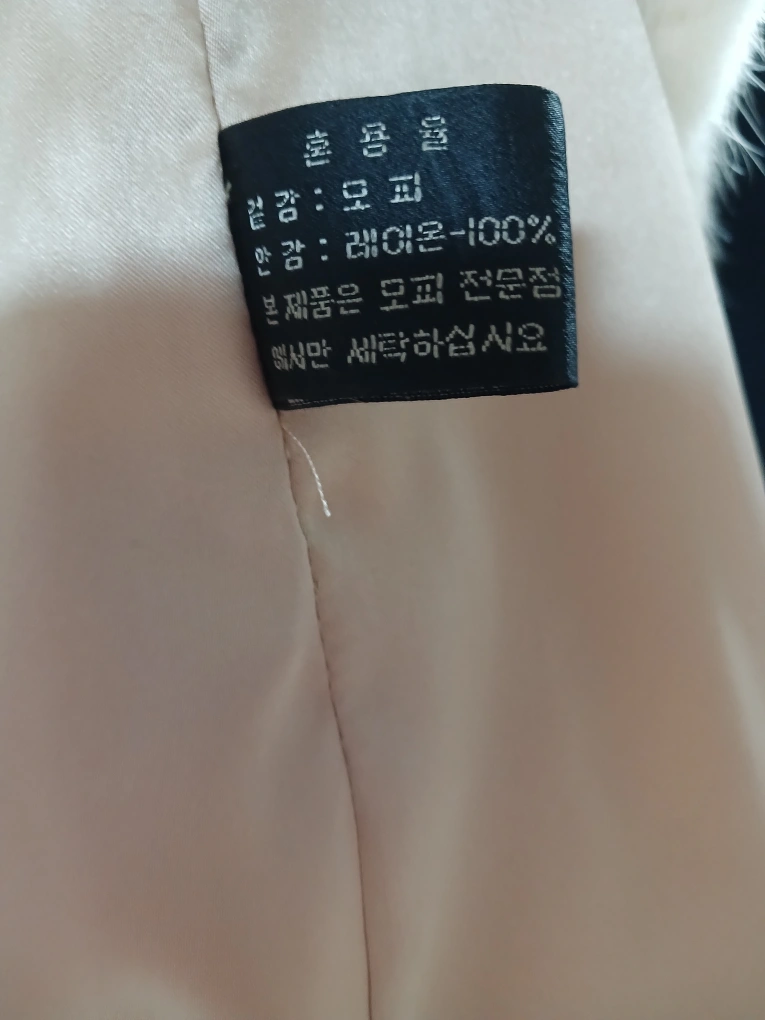 혼용율
겉감 : 모피
안감 : 레이온-100%
본제품은 모피 전문점
에서만 세탁하십시요